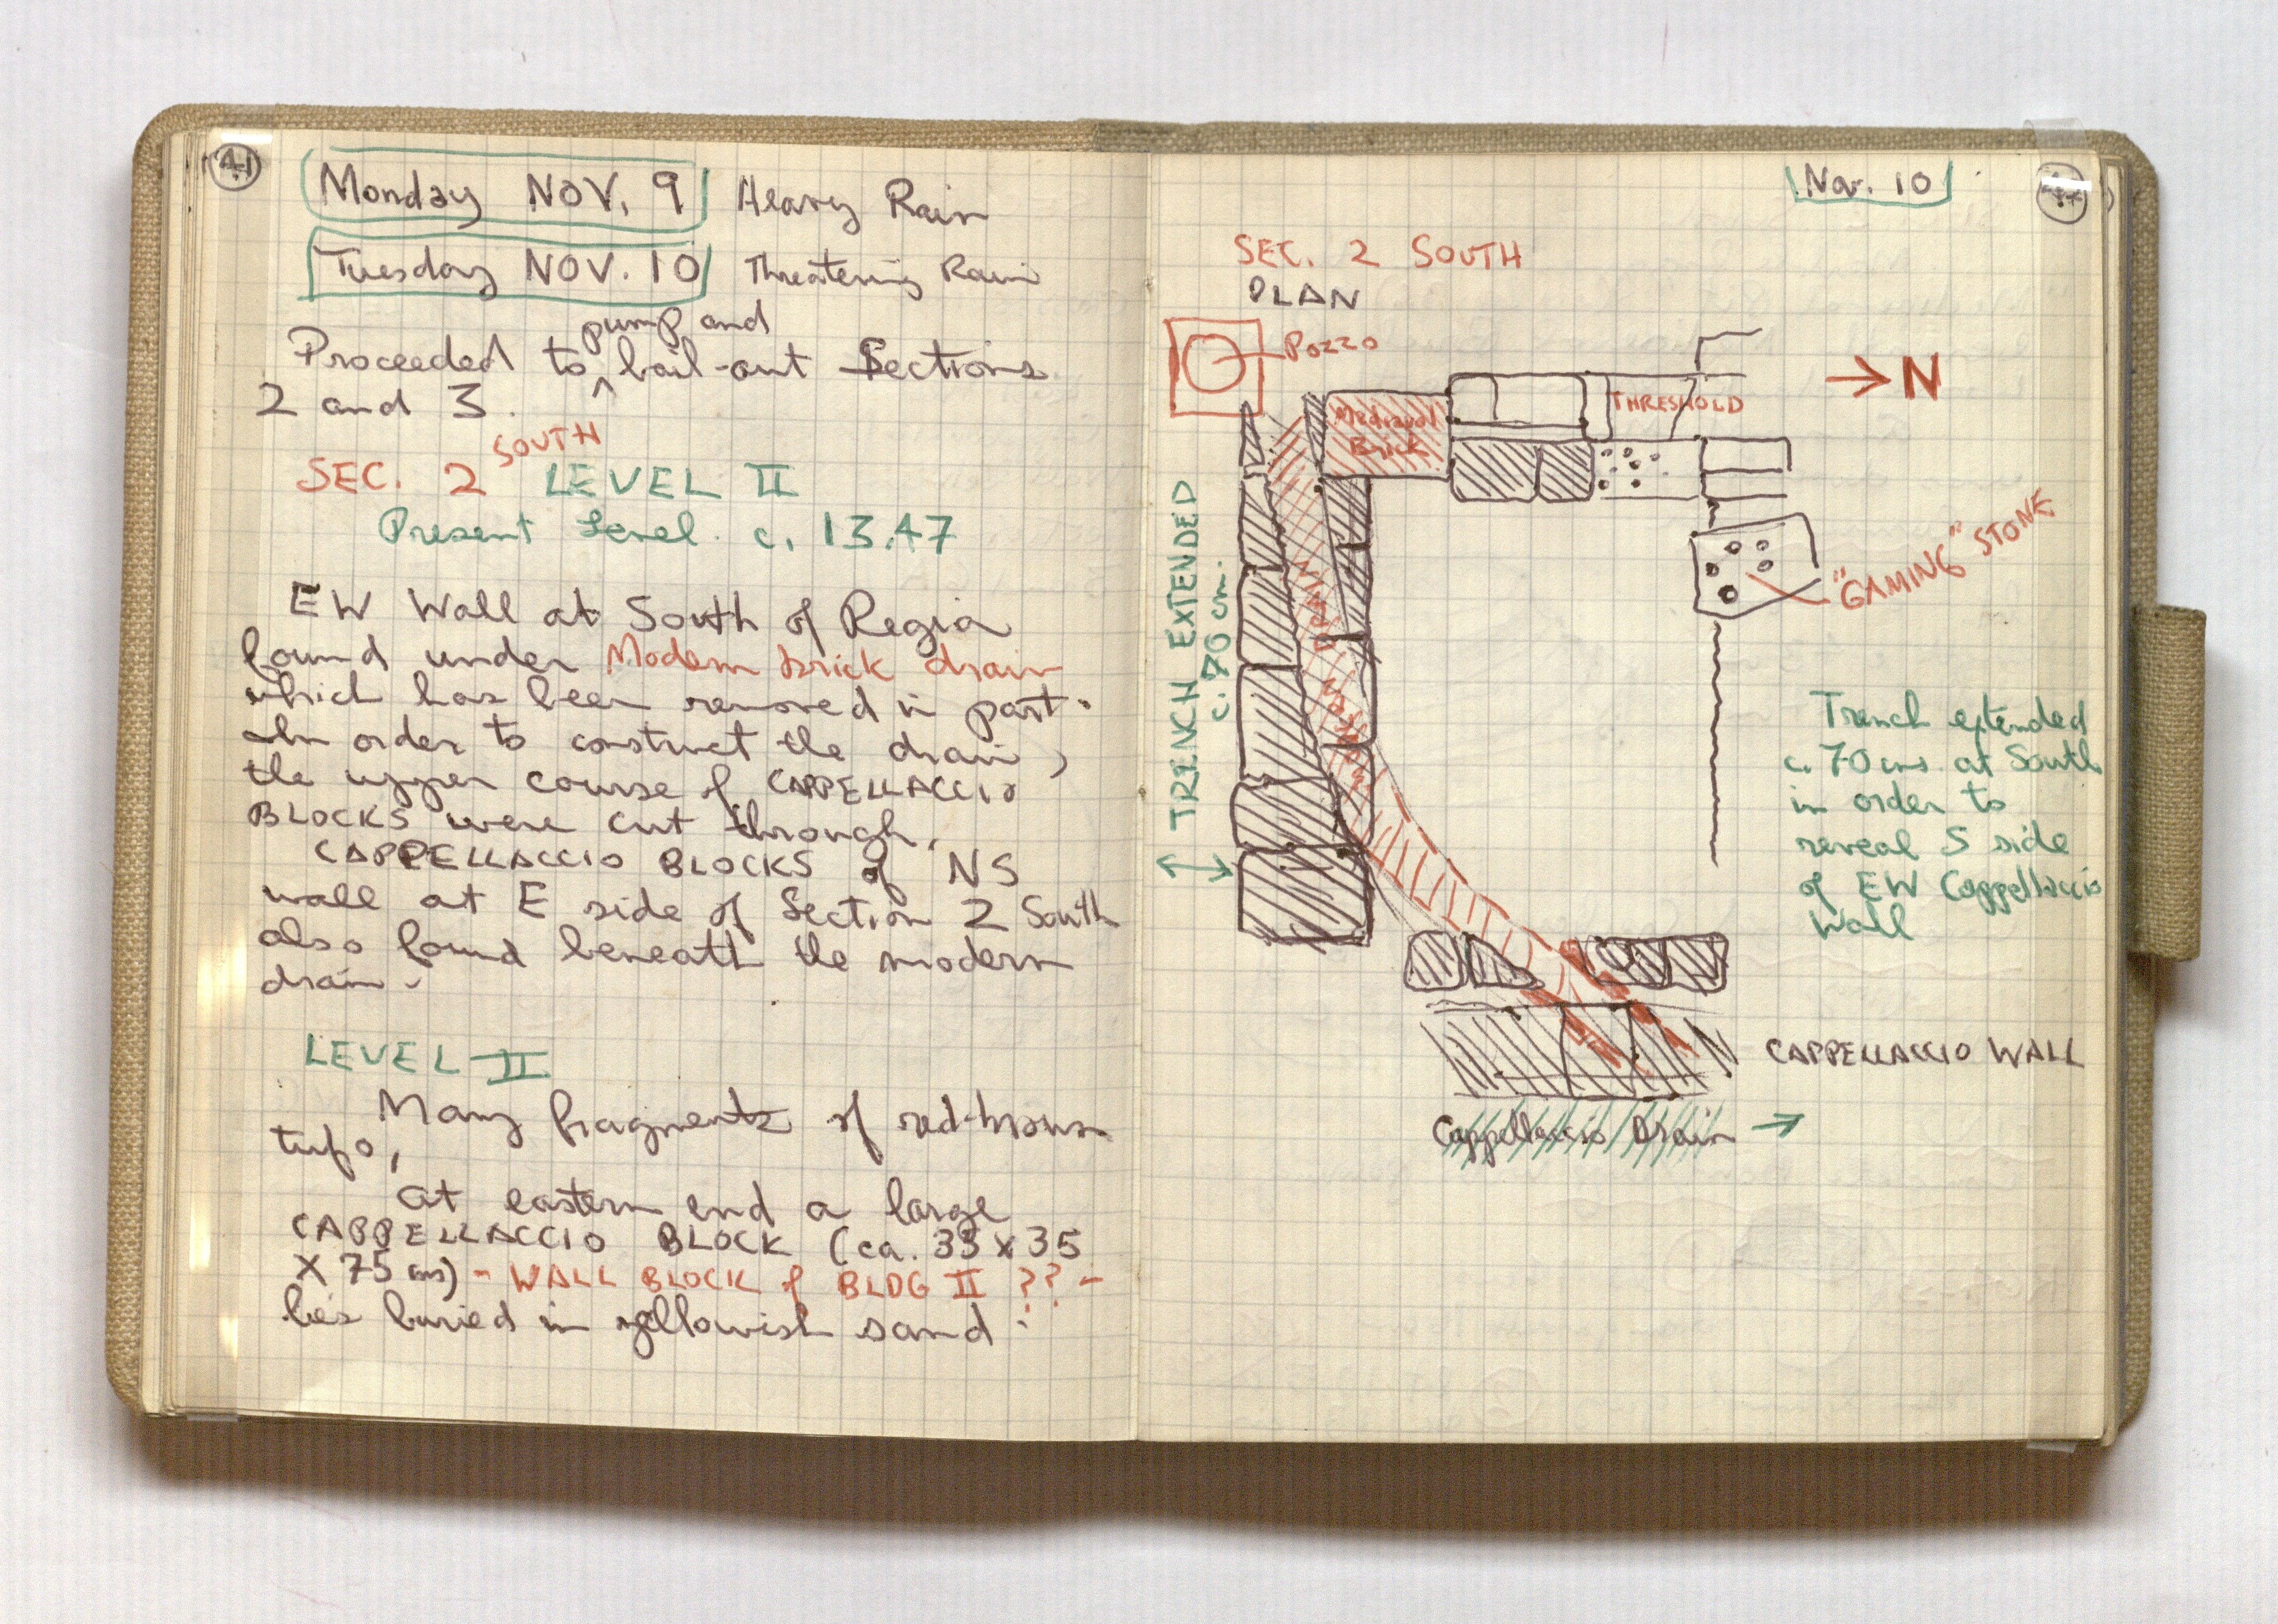 41
Monday NOV. 9 Heavy Rain
Tuesday NOV. 10 Threatening Rain
pump and
Proceeded to ^ bail-out Sections
2 and 3.
SOUTH
SEC. 2 LEVEL II
Present Level c. 13.47
EW Wall at South of Regia
found under Modern brick drain
which has been removed in part.
In order to construct the drain,
the upper course of CAPPELLACCIO
BLOCKS were cut through.
CAPPELLACCIO BLOCKS of NS
wall at E side of Section 2 South
also found beneath the modern
drain.
LEVEL II
Many fragments of red-brown
tufo,
at eastern end a large
CAPPELLACCIO BLOCK (ca. 35 x 35
X 75 cms) - WALL BLOCK of BLDG II ?? -
lies buried in yellowish sand.
Nov. 10
SEC. 2 SOUTH
PLAN
POZZO
N
THRESHOLD
Medieval
Brick
"GAMING" STONE
TRENCH EXTENDED
c. 70 cm.
DRAIN
Trench extended
c. 70 cms. at South
in order to
reveal S side
of EW Cappellaccio
Wall
CAPPELLACCIO WALL
Cappellaccio Drain